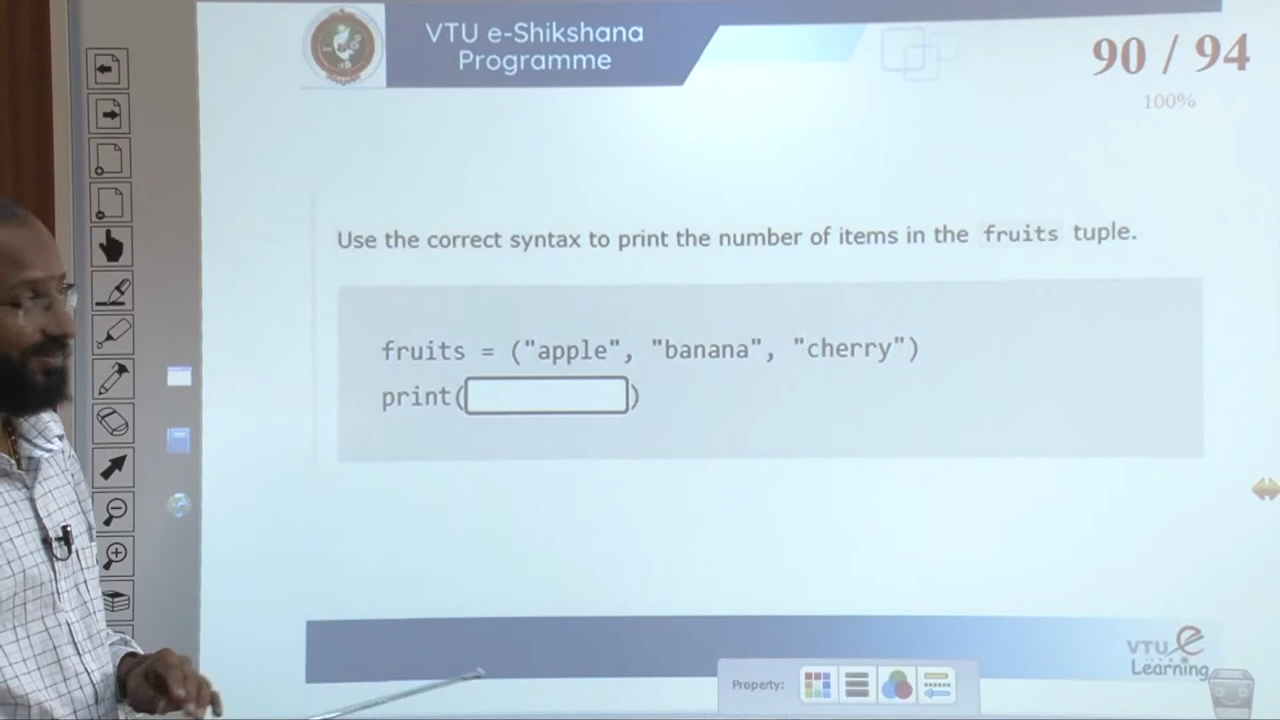 VTU e-Shikshana
Programme
90 / 94
100%
Use the correct syntax to print the number of items in the fruits tuple.
fruits = ("apple", "banana", "cherry")
print( )
VTU e
Learning
Property: